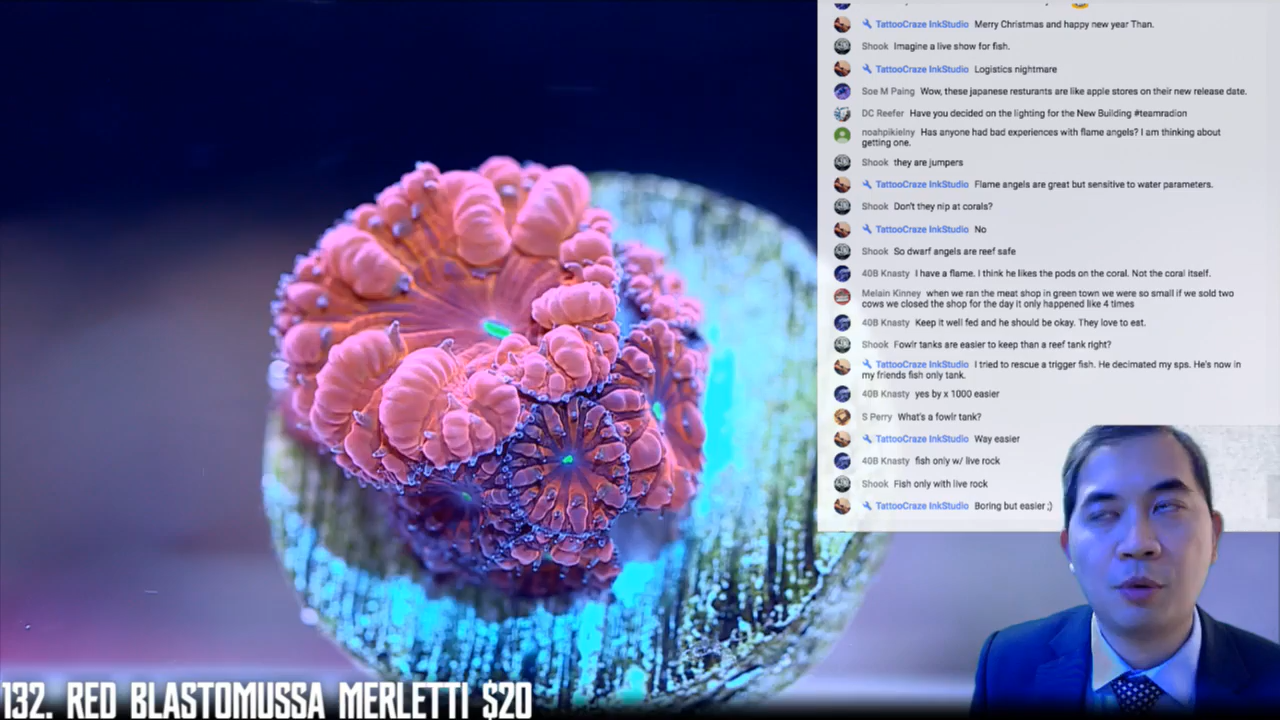 TattooCraze InkStudio Merry Christmas and happy new year Than.
Shook Imagine a live show for fish.
TattooCraze InkStudio Logistics nightmare
Soe M Paing Wow, these japanese resturants are like apple stores on their new release date.
DC Reefer Have you decided on the lighting for the New Building #teamradion
noahpikielny Has anyone had bad experiences with flame angels? I am thinking about
getting one.
Shook they are jumpers
TattooCraze InkStudio Flame angels are great but sensitive to water parameters.
Shook Don't they nip at corals?
TattooCraze InkStudio No
Shook So dwarf angels are reef safe
40B Knasty I have a flame. I think he likes the pods on the coral. Not the coral itself.
Melain Kinney when we ran the meat shop in green town we were so small if we sold two
cows we closed the shop for the day it only happened like 4 times
40B Knasty Keep it well fed and he should be okay. They love to eat.
Shook Fowlr tanks are easier to keep than a reef tank right?
TattooCraze InkStudio I tried to rescue a trigger fish. He decimated my sps. He's now in
my friends fish only tank.
40B Knasty yes by x 1000 easier
S Perry What's a fowlr tank?
TattooCraze InkStudio Way easier
40B Knasty fish only w/ live rock
Shook Fish only with live rock
TattooCraze InkStudio Boring but easier ;)
132. RED BLASTOMUSSA MERLETTI $20